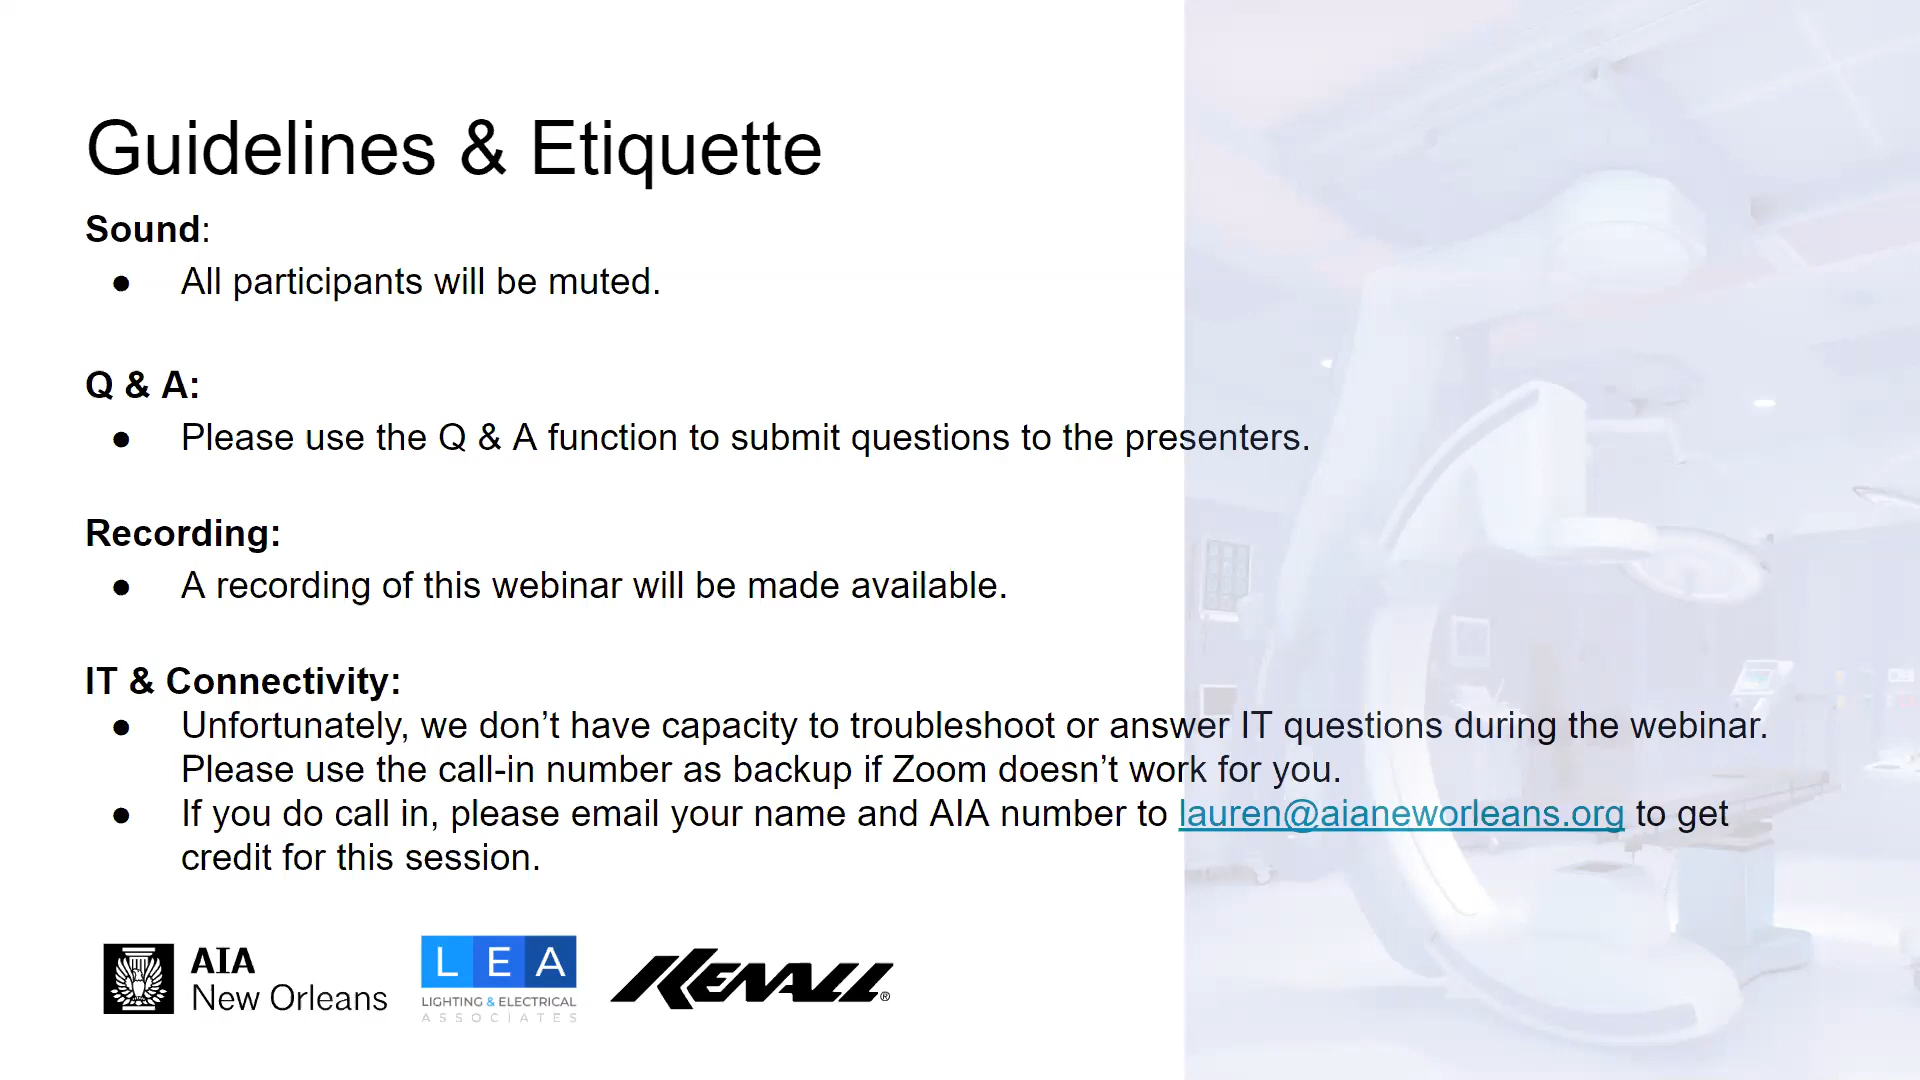 Guidelines & Etiquette
Sound:
● All participants will be muted.
Q & A:
● Please use the Q & A function to submit questions to the presenters.
Recording:
● A recording of this webinar will be made available.
IT & Connectivity:
● Unfortunately, we don’t have capacity to troubleshoot or answer IT questions during the webinar.
Please use the call-in number as backup if Zoom doesn’t work for you.
● If you do call in, please email your name and AIA number to lauren@aianeworleans.org to get
credit for this session.
AIA
New Orleans
LEA
LIGHTING & ELECTRICAL
ASSOCIATES
KENALL®